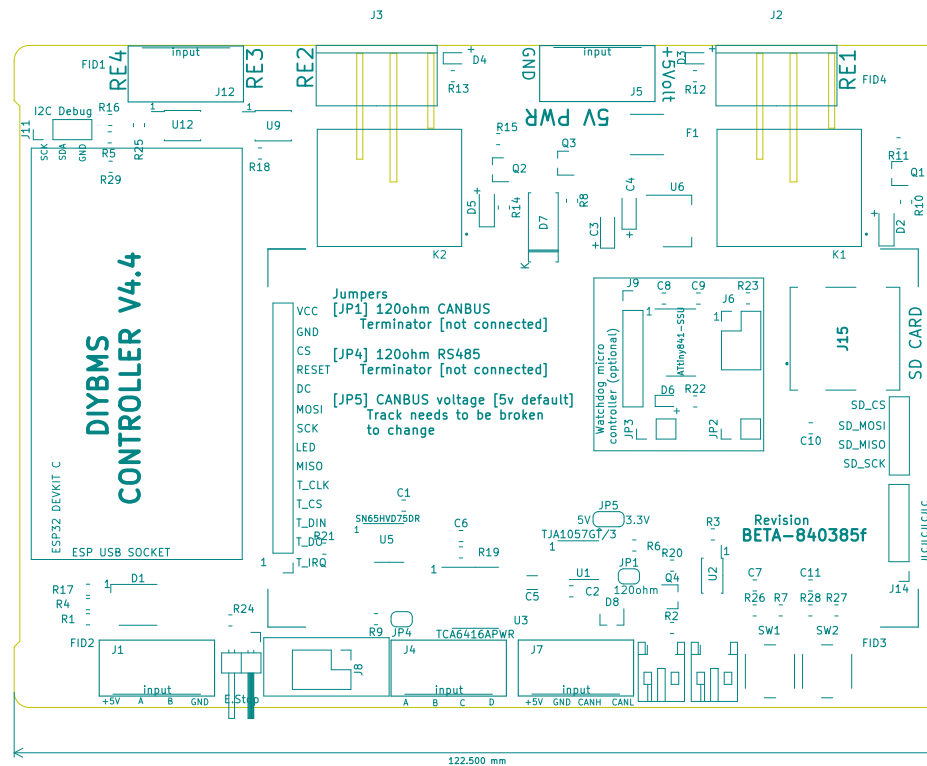 J3
J2
input
RE4
RE3
RE2
GND
input
+5Volt
RE1
FID1
J12
D4
R13
J5
D3
R12
FID4
I2C Debug
R16
J11
U12
U9
5V PWR
F1
R15
Q3
SCK
SDA
GND
R5
R25
R18
R29
Q2
R11
Q1
D5
R14
D7
R8
C4
C3
U6
R10
D2
K2
K
K1
DIYBMS
CONTROLLER V4.4
Jumpers
[JP1] 120ohm CANBUS
Terminator [not connected]
[JP4] 120ohm RS485
Terminator [not connected]
[JP5] CANBUS voltage [5v default]
Track needs to be broken
to change
VCC
GND
CS
RESET
DC
MOSI
SCK
LED
MISO
T_CLK
T_CS
T_DIN
T_DO
T_IRQ
1
J9
C8
C9
R23
J6
1
1
ATtiny841-SSU
Watchdog micro
controller (optional)
D6
R22
JP3
JP2
J15
SD CARD
SD_CS
SD_MOSI
SD_MISO
SD_SCK
C10
ESP32 DEVKIT C
ESP USB SOCKET
C1
SN65HVD75DR
1
U5
R21
C6
R19
1
JP5
5V
3.3V
TJA1057GT/3
1
R6
Revision
BETA-840385f
R3
R20
1
U2
JP1
120ohm
U1
C2
C5
D8
Q4
R2
C7
C11
R26
R7
R28
R27
J14
D1
R17
R4
R1
R24
R9
JP4
U3
TCA6416APWR
SW1
SW2
FID2
FID3
J1
input
+5V
A
B
GND
E.Stop
J8
J4
input
A
B
C
D
J7
input
+5V
GND
CANH
CANL
122.500 mm